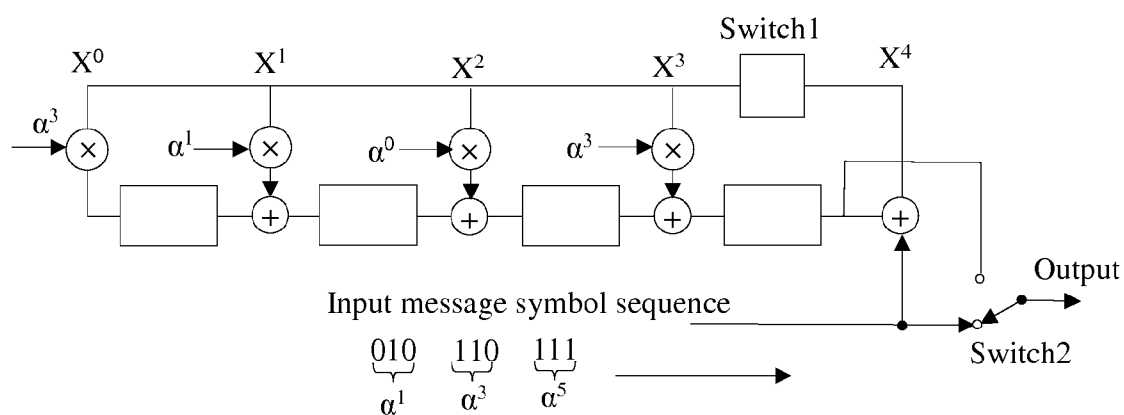 Switch1
X⁰ X¹ X² X³ X⁴
α³ α¹ α⁰ α³
× × × ×
+ + + +
Output
Input message symbol sequence
Switch2
010 110 111
α¹ α³ α⁵